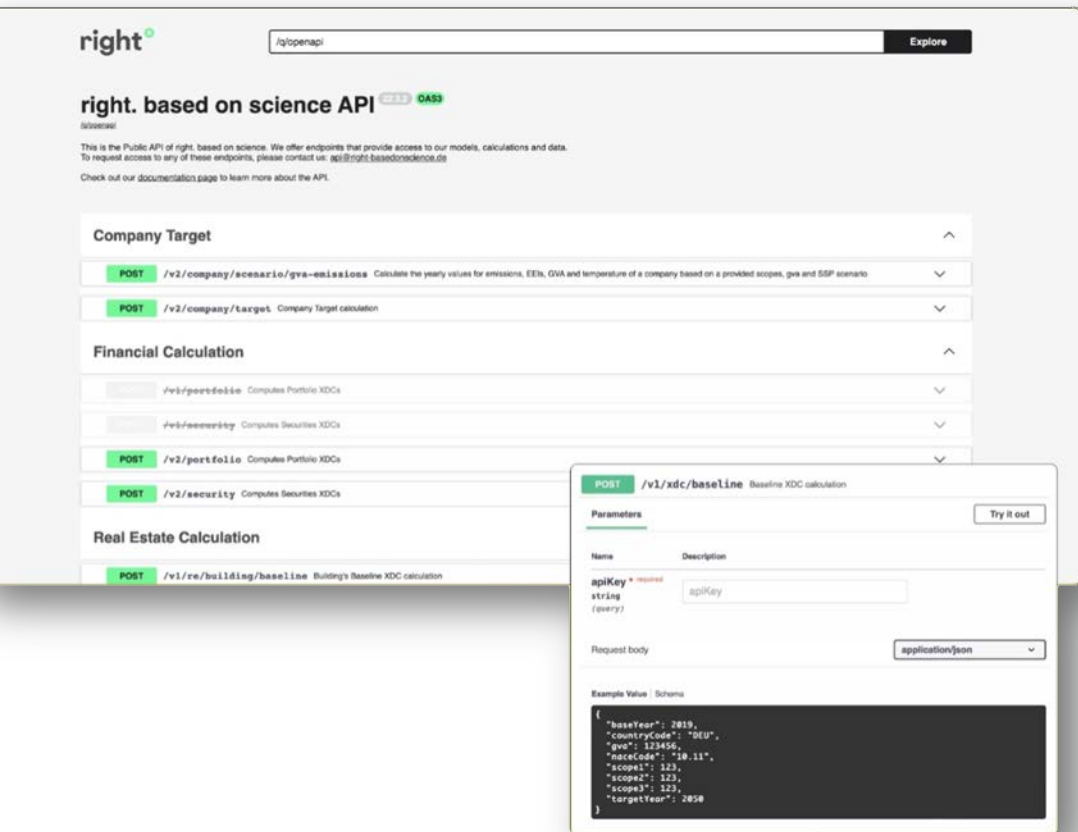 right°
/q/openapi
Explore
right. based on science API OAS3
/q/openapi
This is the Public API of right. based on science. We offer endpoints that provide access to our models, calculations and data.
To request access to any of these endpoints, please contact us: api@right-basedonscience.de
Check out our documentation page to learn more about the API.
Company Target
POST /v2/company/scenario/gva-emissions Calculate the yearly values for emissions, EEIs, GVA and temperature of a company based on a provided scopes, gva and SSP scenario
POST /v2/company/target Company Target calculation
Financial Calculation
/v1/portfolio Computes Portfolio XDCs
/v1/security Computes Securities XDCs
POST /v2/portfolio Computes Portfolio XDCs
POST /v2/security Computes Securities XDCs
Real Estate Calculation
POST /v1/re/building/baseline Building's Baseline XDC calculation
POST /v1/xdc/baseline Baseline XDC calculation
Parameters
Try it out
Name Description
apiKey * required
string
(query)
apiKey
Request body
application/json
Example Value | Schema
{
"baseYear": 2019,
"countryCode": "DEU",
"gva": 123456,
"naceCode": "10.11",
"scope1": 123,
"scope2": 123,
"scope3": 123,
"targetYear": 2050
}